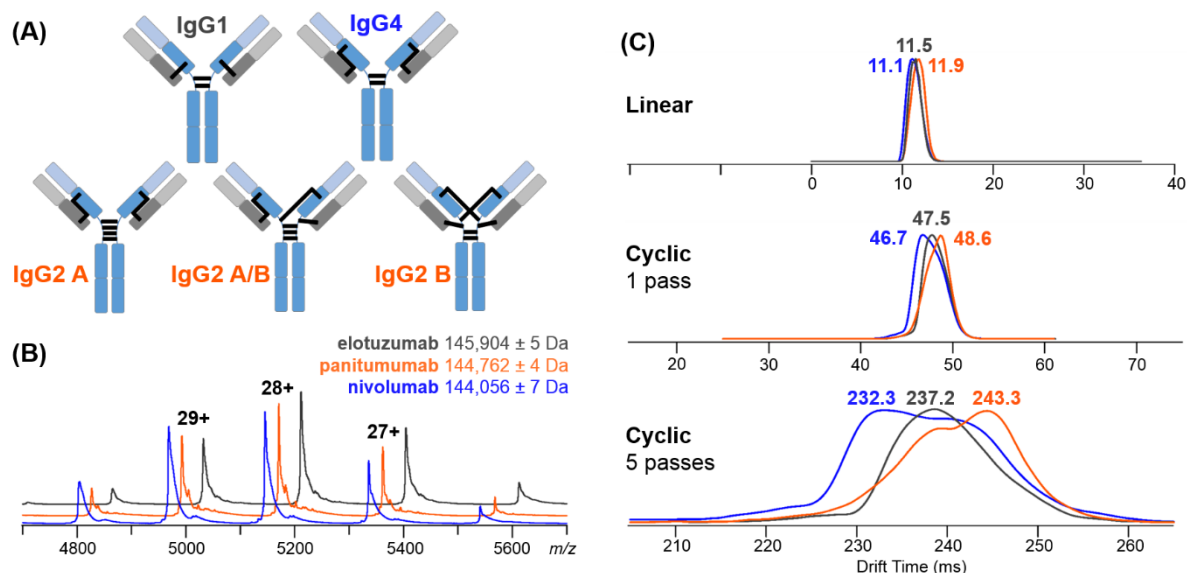 (A)
IgG1
IgG4
IgG2 A
IgG2 A/B
IgG2 B
(B)
elotuzumab 145,904 ± 5 Da
panitumumab 144,762 ± 4 Da
nivolumab 144,056 ± 7 Da
29+
28+
27+
4800 5000 5200 5400 5600 m/z
(C)
Linear
11.5
11.1 11.9
0 10 20 30 40
Cyclic
1 pass
47.5
46.7 48.6
20 30 40 50 60 70
Cyclic
5 passes
232.3 237.2 243.3
210 220 230 240 250 260
Drift Time (ms)